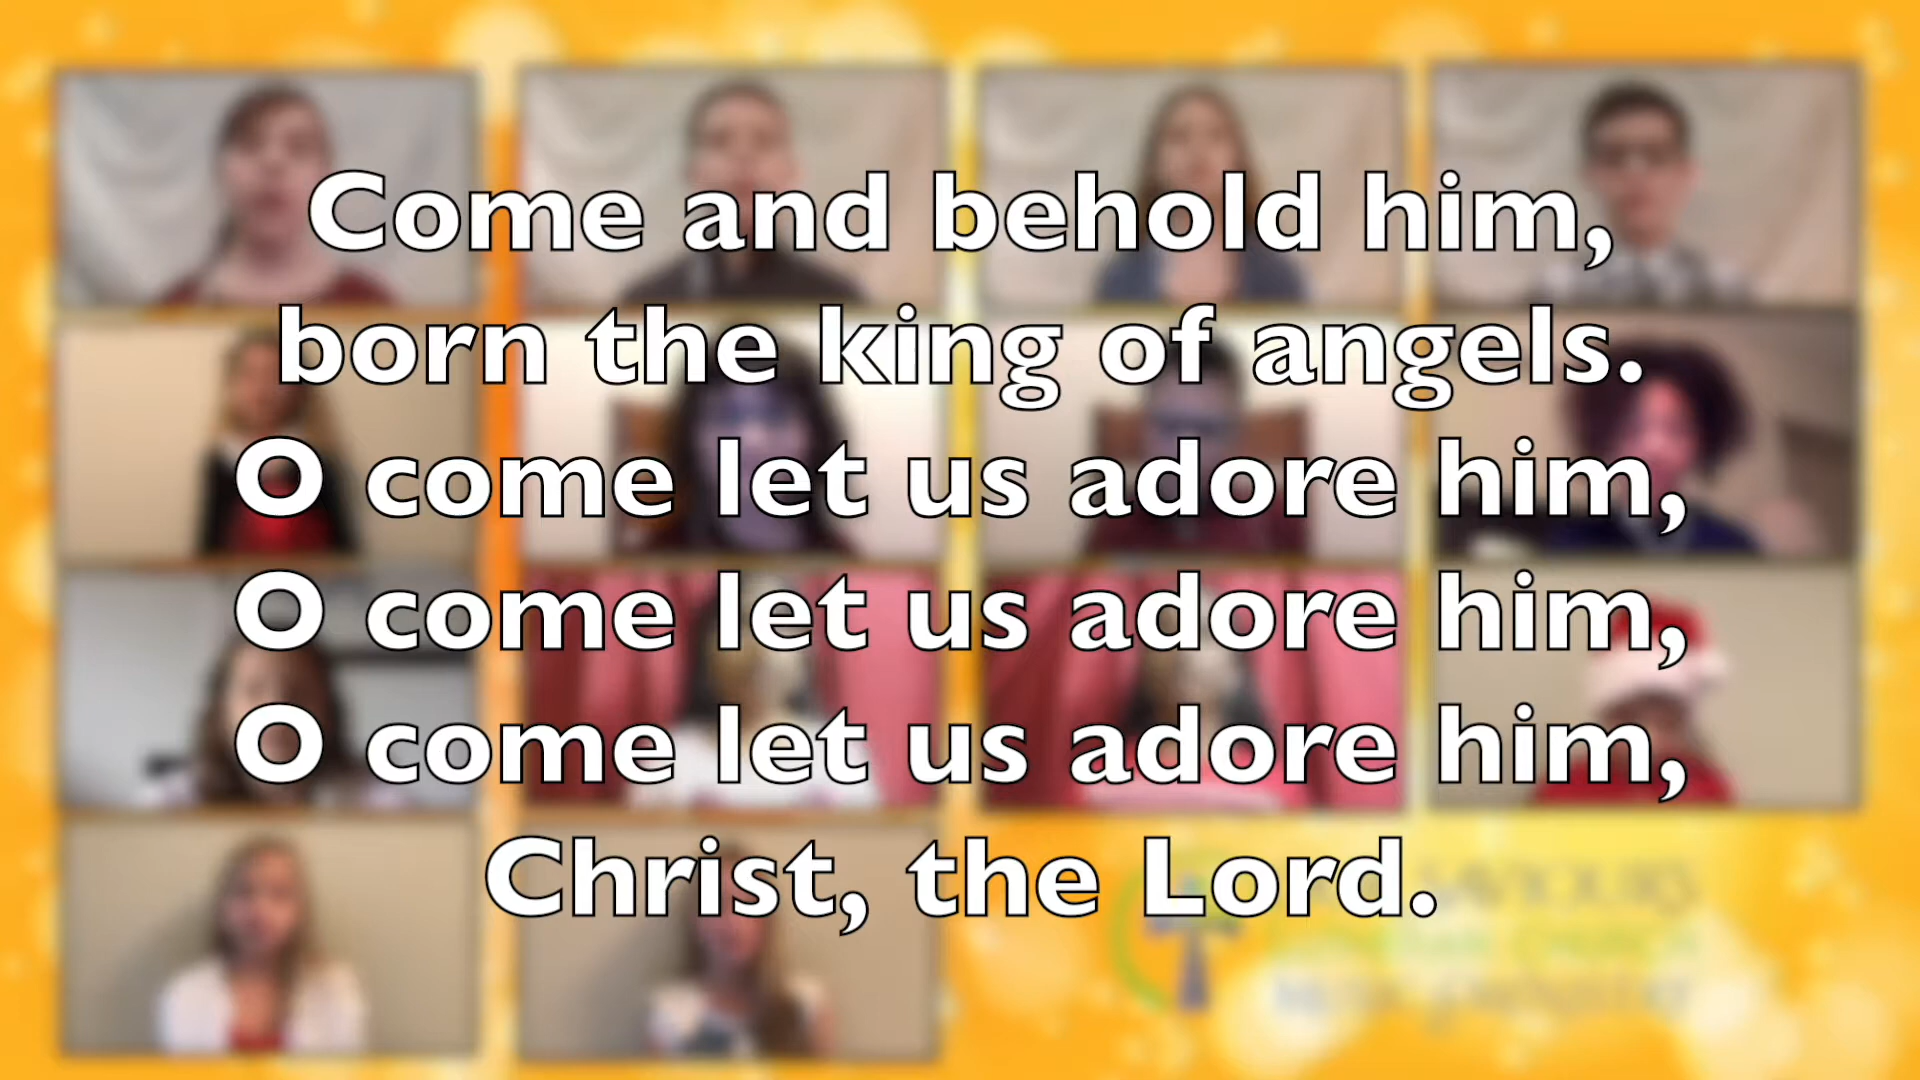 Come and behold him,
born the king of angels.
O come let us adore him,
O come let us adore him,
O come let us adore him,
Christ, the Lord.